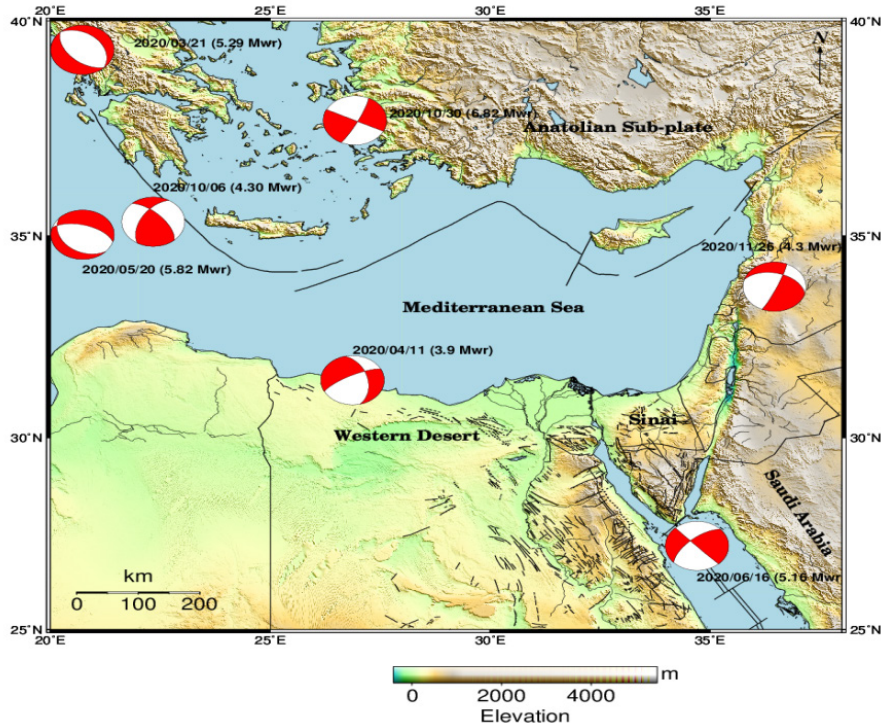 20°E 25°E 30°E 35°E
40°N 40°N
2020/03/21 (5.29 Mwr)
N
2020/10/30 (6.82 Mwr)
Anatolian Sub-plate
2020/10/06 (4.30 Mwr)
35°N 35°N
2020/11/26 (4.3 Mwr)
2020/05/20 (5.82 Mwr)
Mediterranean Sea
2020/04/11 (3.9 Mwr)
Western Desert
Sinai
30°N 30°N
Saudi Arabia
km
0 100 200
2020/06/16 (5.16 Mwr
25°N 25°N
20°E 25°E 30°E 35°E
m
0 2000 4000
Elevation